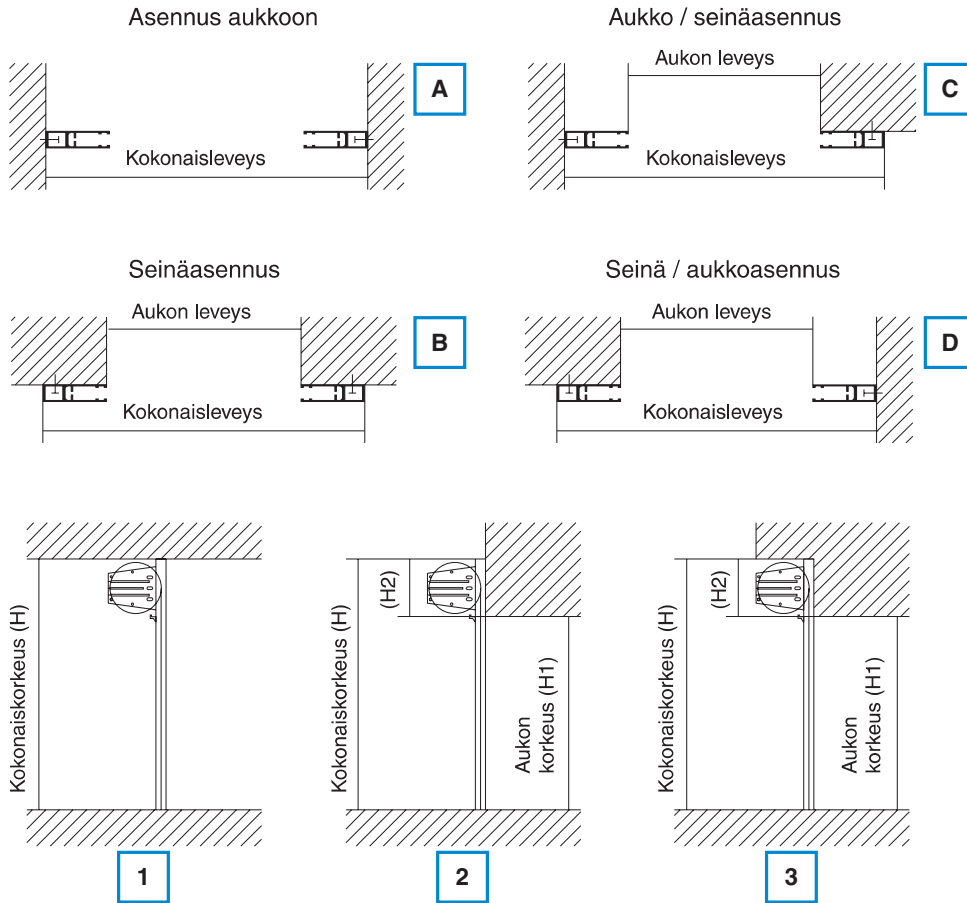 Asennus aukkoon
A
Kokonaisleveys
Aukko / seinäasennus
Aukon leveys
C
Kokonaisleveys
Seinäasennus
Aukon leveys
B
Kokonaisleveys
Seinä / aukkoasennus
Aukon leveys
D
Kokonaisleveys
Kokonaiskorkeus (H)
1
Kokonaiskorkeus (H)
(H2)
Aukon
korkeus (H1)
2
Kokonaiskorkeus (H)
(H2)
Aukon
korkeus (H1)
3